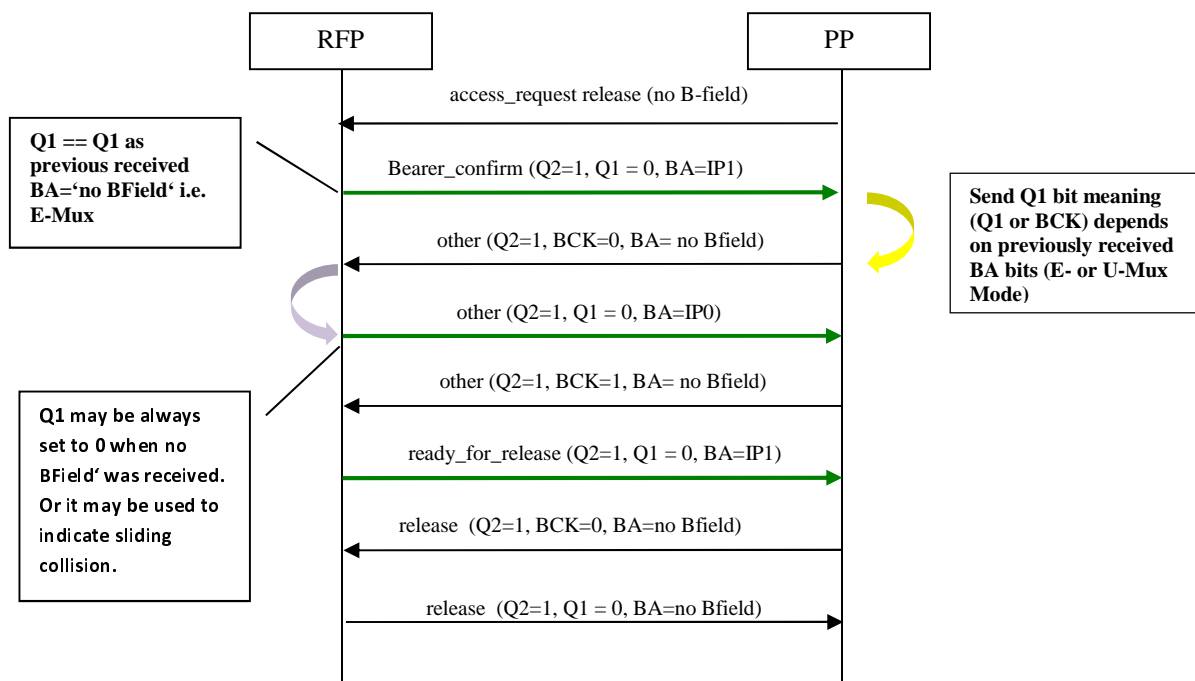 RFP
PP
access_request release (no B-field)
Q1 == Q1 as
previous received
BA=‘no BField‘ i.e.
E-Mux
Bearer_confirm (Q2=1, Q1 = 0, BA=IP1)
Send Q1 bit meaning
(Q1 or BCK) depends
on previously received
BA bits (E- or U-Mux
Mode)
other (Q2=1, BCK=0, BA= no Bfield)
other (Q2=1, Q1 = 0, BA=IP0)
other (Q2=1, BCK=1, BA= no Bfield)
Q1 may be always
set to 0 when no
BField‘ was received.
Or it may be used to
indicate sliding
collision.
ready_for_release (Q2=1, Q1 = 0, BA=IP1)
release (Q2=1, BCK=0, BA=no Bfield)
release (Q2=1, Q1 = 0, BA=no Bfield)